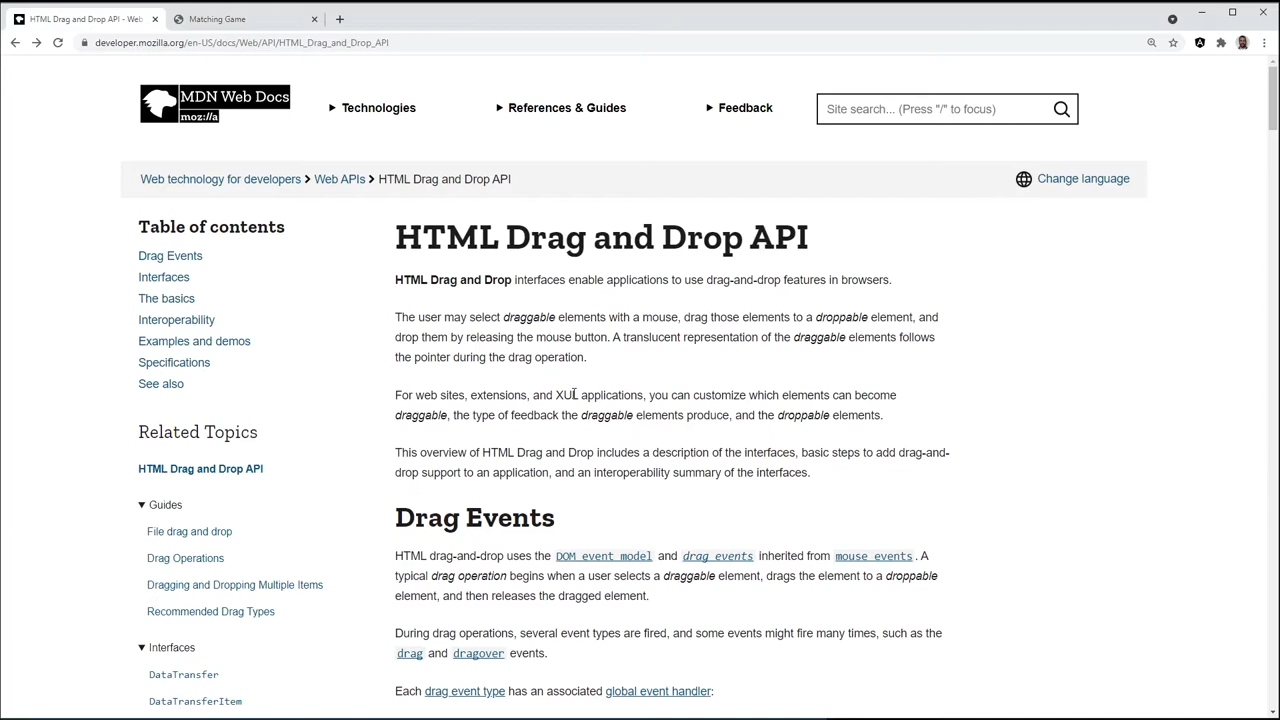 HTML Drag and Drop API - Web
Matching Game
developer.mozilla.org/en-US/docs/Web/API/HTML_Drag_and_Drop_API
MDN Web Docs
moz://a
Technologies
References & Guides
Feedback
Site search... (Press "/" to focus)
Web technology for developers
Web APIs
HTML Drag and Drop API
Change language
Table of contents
Drag Events
Interfaces
The basics
Interoperability
Examples and demos
Specifications
See also
Related Topics
HTML Drag and Drop API
Guides
File drag and drop
Drag Operations
Dragging and Dropping Multiple Items
Recommended Drag Types
Interfaces
DataTransfer
DataTransferItem
HTML Drag and Drop API
HTML Drag and Drop interfaces enable applications to use drag-and-drop features in browsers.
The user may select draggable elements with a mouse, drag those elements to a droppable element, and
drop them by releasing the mouse button. A translucent representation of the draggable elements follows
the pointer during the drag operation.
For web sites, extensions, and XUL applications, you can customize which elements can become
draggable, the type of feedback the draggable elements produce, and the droppable elements.
This overview of HTML Drag and Drop includes a description of the interfaces, basic steps to add drag-and-
drop support to an application, and an interoperability summary of the interfaces.
Drag Events
HTML drag-and-drop uses the DOM event model and drag events inherited from mouse events. A
typical drag operation begins when a user selects a draggable element, drags the element to a droppable
element, and then releases the dragged element.
During drag operations, several event types are fired, and some events might fire many times, such as the
drag and dragover events.
Each drag event type has an associated global event handler: